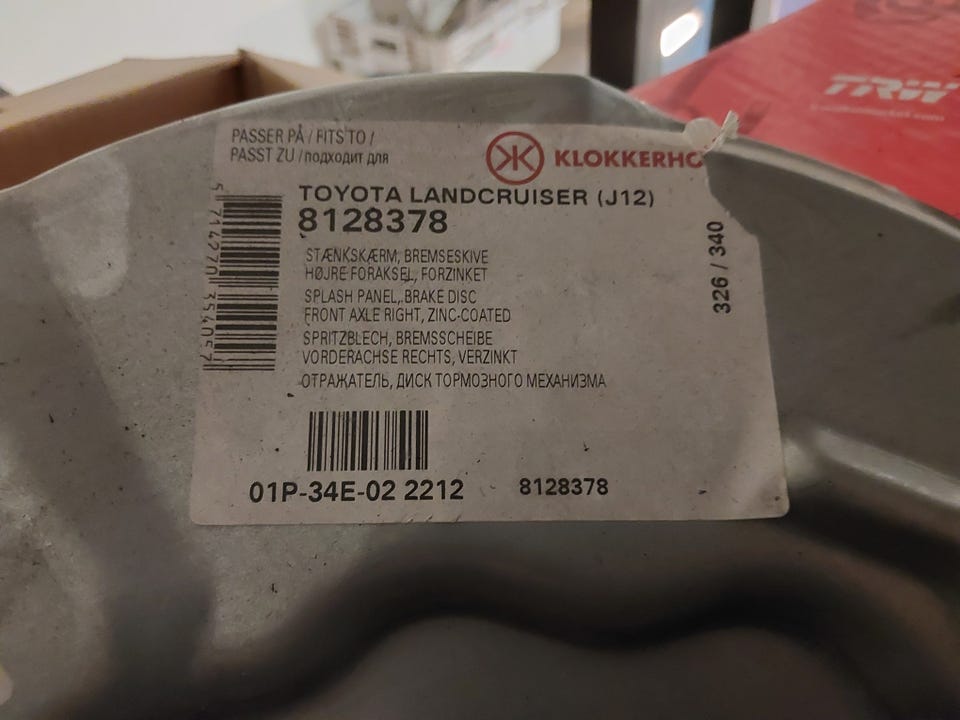 PASSER PÅ / FITS TO /
PASST ZU / подходит для
KLOKKERHO
TOYOTA LANDCRUISER (J12)
8128378
STÆNKSKÆRM, BREMSESKIVE
HØJRE FORAKSEL, FORZINKET
SPLASH PANEL, BRAKE DISC
FRONT AXLE RIGHT, ZINC-COATED
SPRITZBLECH, BREMSSCHEIBE
VORDERACHSE RECHTS, VERZINKT
ОТРАЖАТЕЛЬ, ДИСК ТОРМОЗНОГО МЕХАНИЗМА
326 / 340
01P-34E-02 2212
8128378
TRW